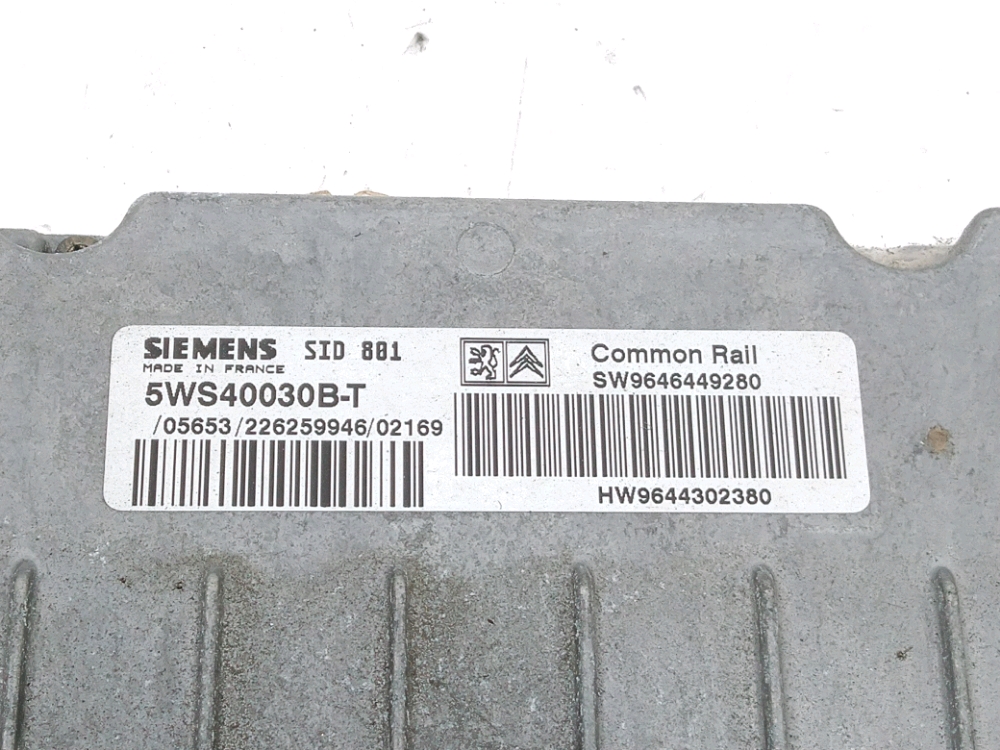 SIEMENS SID 801
MADE IN FRANCE
5WS40030B-T
/05653/226259946/02169
Common Rail
SW9646449280
HW9644302380